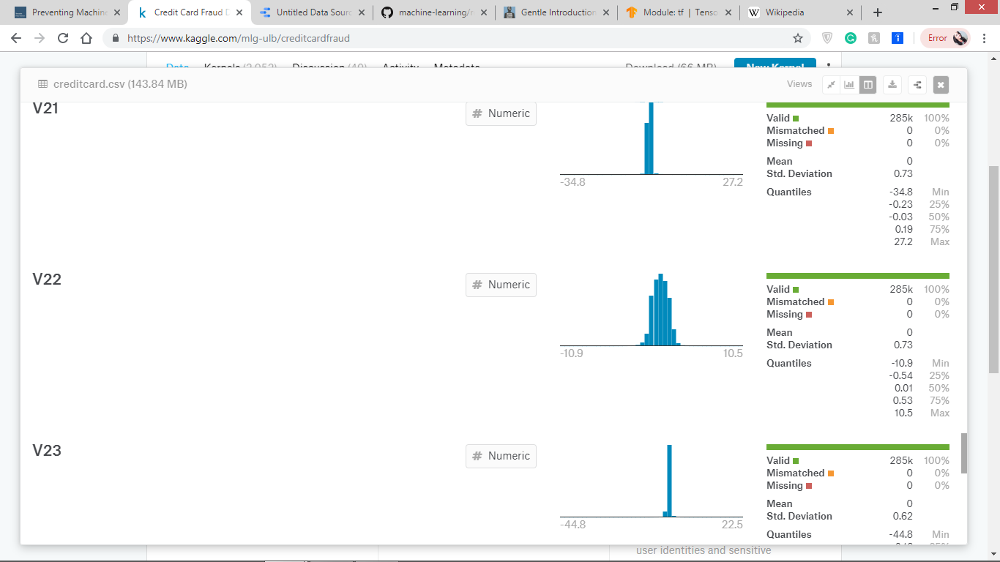 Preventing Machine
Credit Card Fraud D
Untitled Data Sourc
machine-learning/r
Gentle Introduction
Module: tf | Tenso
Wikipedia
https://www.kaggle.com/mlg-ulb/creditcardfraud
Error
Data Kernels (2,052) Discussion (40) Activity Metadata Download (66 MB) New Kernel
creditcard.csv (143.84 MB)
Views
V21
# Numeric
-34.8 27.2
Valid 285k 100%
Mismatched 0 0%
Missing 0 0%
Mean 0
Std. Deviation 0.73
Quantiles -34.8 Min
-0.23 25%
-0.03 50%
0.19 75%
27.2 Max
V22
# Numeric
-10.9 10.5
Valid 285k 100%
Mismatched 0 0%
Missing 0 0%
Mean 0
Std. Deviation 0.73
Quantiles -10.9 Min
-0.54 25%
0.01 50%
0.53 75%
10.5 Max
V23
# Numeric
-44.8 22.5
Valid 285k 100%
Mismatched 0 0%
Missing 0 0%
Mean 0
Std. Deviation 0.62
Quantiles -44.8 Min
user identities and sensitive